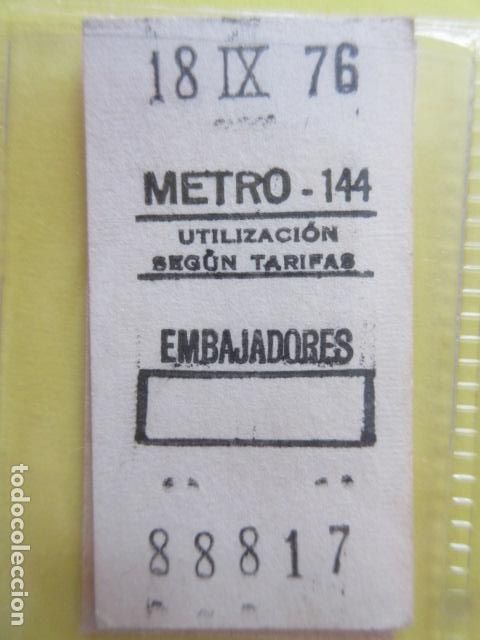 18 IX 76
METRO - 144
UTILIZACIÓN
SEGÚN TARIFAS
EMBAJADORES
88817
todocoleccion